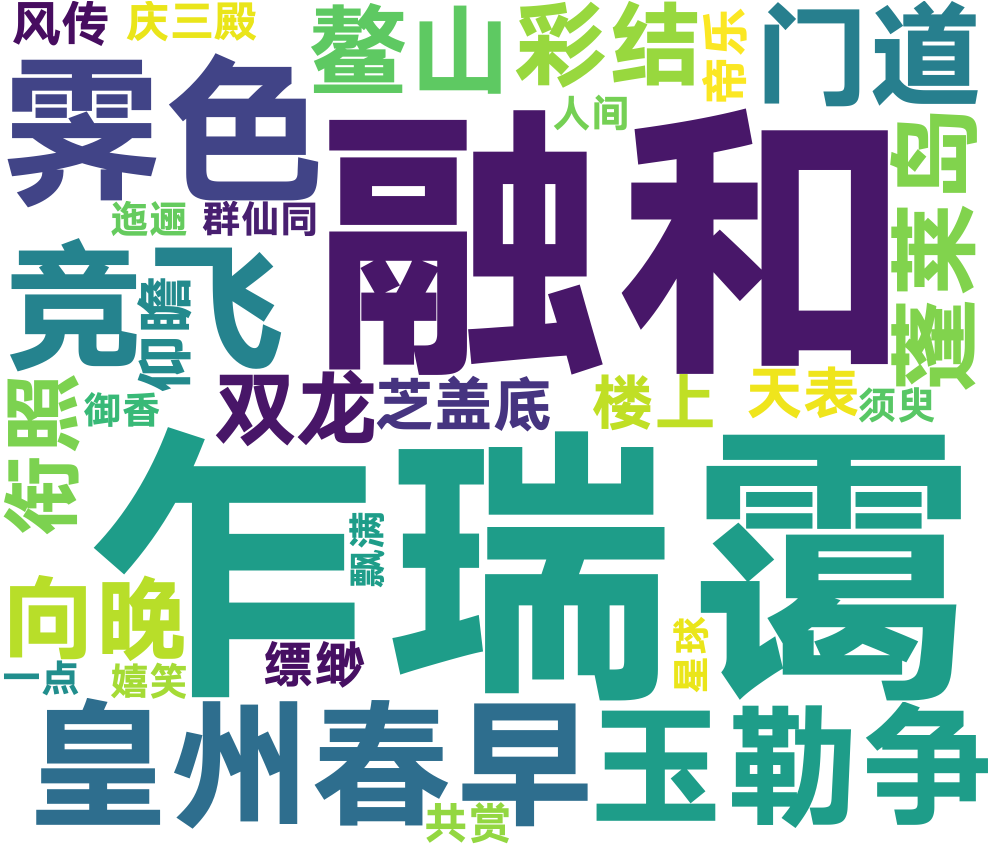 风传
庆三殿
鳌山
彩结
帝乐
门道
霁色
人间
融和
蓬莱岛
迤逦
群仙同
竞飞
仰瞻
双龙
芝盖底
楼上
天表
须臾
衔照
御香
乍瑞霭
飘满
向晚
缥缈
星球
一点
嬉笑
皇州春早
玉勒争
共赏